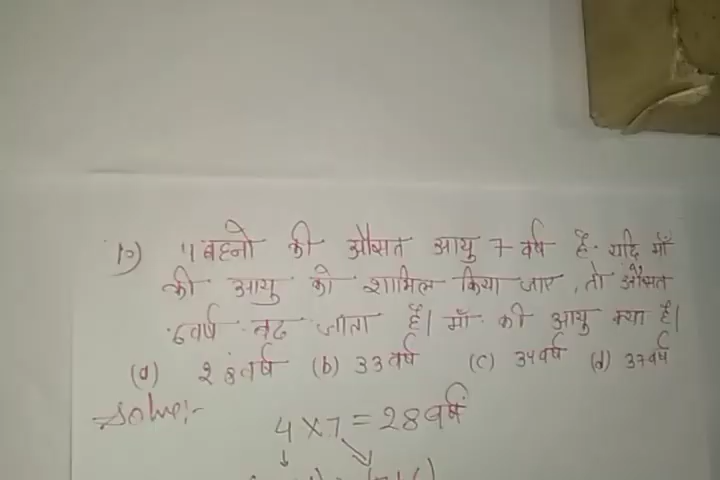 10) 4 बहनो की औसत आयु 7 वर्ष है. यदि माँ
की आयु को शामिल किया जाए, तो औसत
6 वर्ष बढ जाता है। माँ की आयु क्या है।
(a) 28 वर्ष (b) 33 वर्ष (c) 34 वर्ष (d) 37 वर्ष
Solve:-
4 × 7 = 28 वर्ष